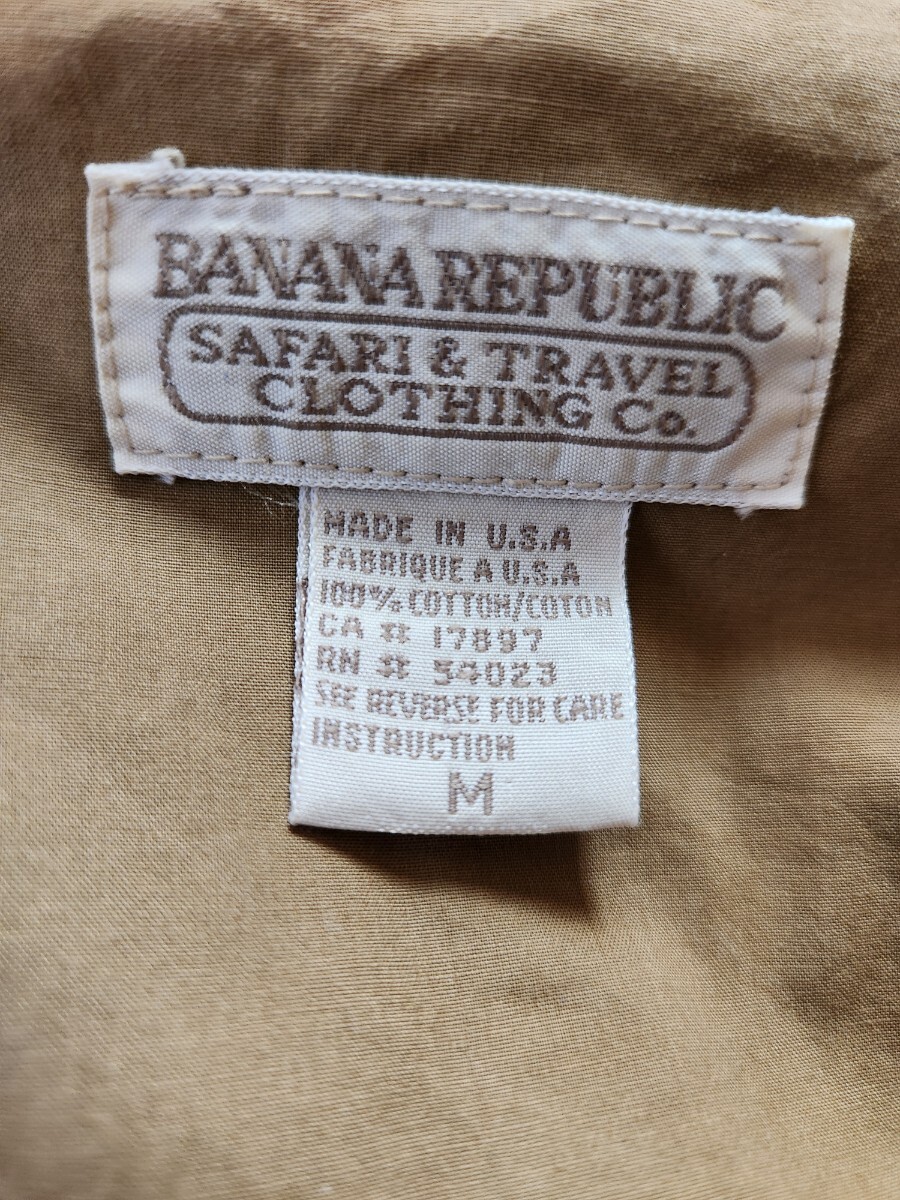 BANANA REPUBLIC
SAFARI & TRAVEL
CLOTHING Co.
MADE IN U.S.A
FABRIQUE A U.S.A
100% COTTON/COTON
CA # 17897
RN # 54023
SEE REVERSE FOR CARE
INSTRUCTION
M